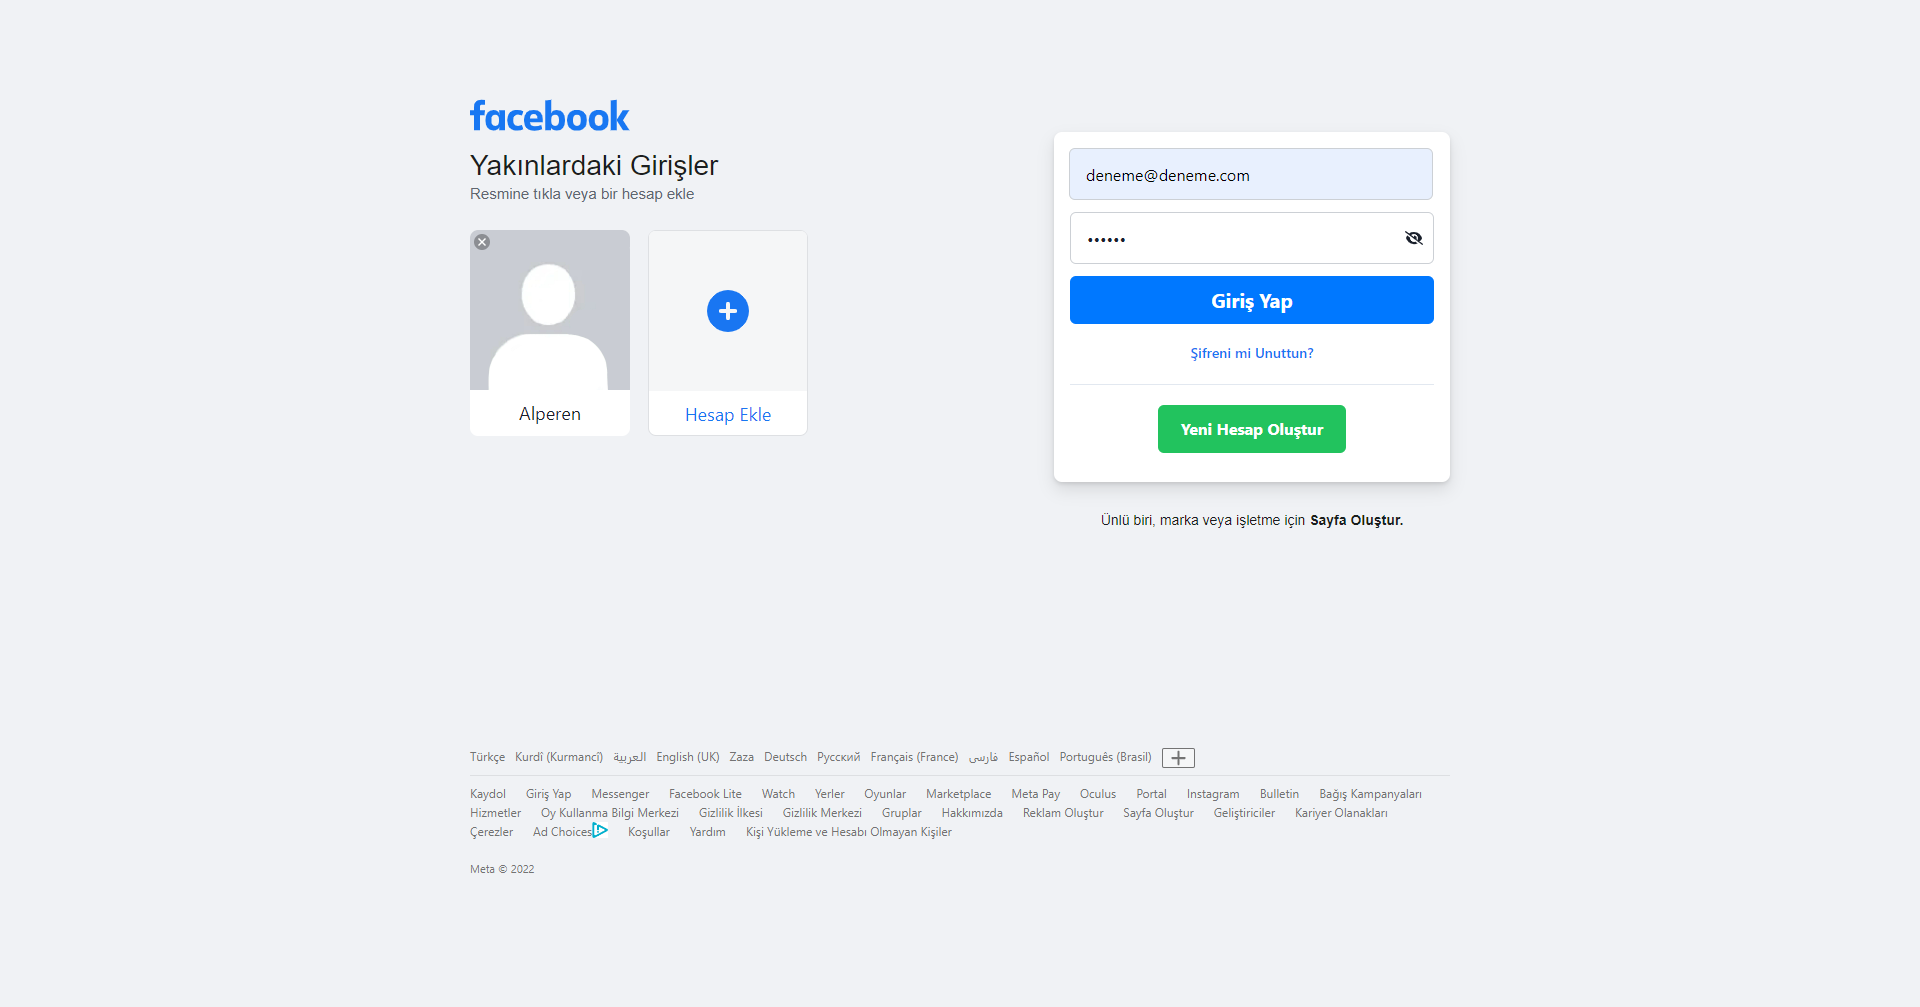 facebook
Yakınlardaki Girişler
Resmine tıkla veya bir hesap ekle
Alperen
Hesap Ekle
deneme@deneme.com
••••••
Giriş Yap
Şifreni mi Unuttun?
Yeni Hesap Oluştur
Ünlü biri, marka veya işletme için Sayfa Oluştur.
Türkçe Kurdî (Kurmancî) العربية English (UK) Zaza Deutsch Русский Français (France) فارسی Español Português (Brasil)
Kaydol Giriş Yap Messenger Facebook Lite Watch Yerler Oyunlar Marketplace Meta Pay Oculus Portal Instagram Bulletin Bağış Kampanyaları
Hizmetler Oy Kullanma Bilgi Merkezi Gizlilik İlkesi Gizlilik Merkezi Gruplar Hakkımızda Reklam Oluştur Sayfa Oluştur Geliştiriciler Kariyer Olanakları
Çerezler Ad Choices Koşullar Yardım Kişi Yükleme ve Hesabı Olmayan Kişiler
Meta © 2022